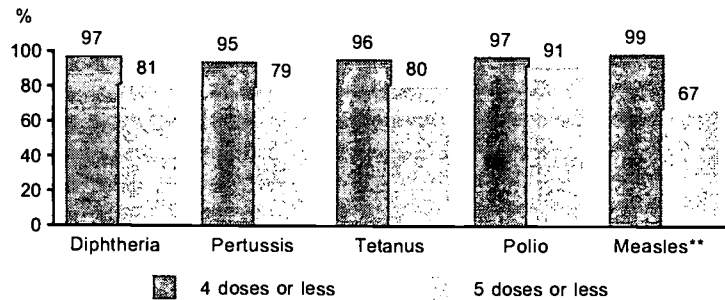 %
97 95 96 97 99
81 79 80 91 67
100
80
60
40
20
0
Diphtheria Pertussis Tetanus Polio Measles**
4 doses or less 5 doses or less